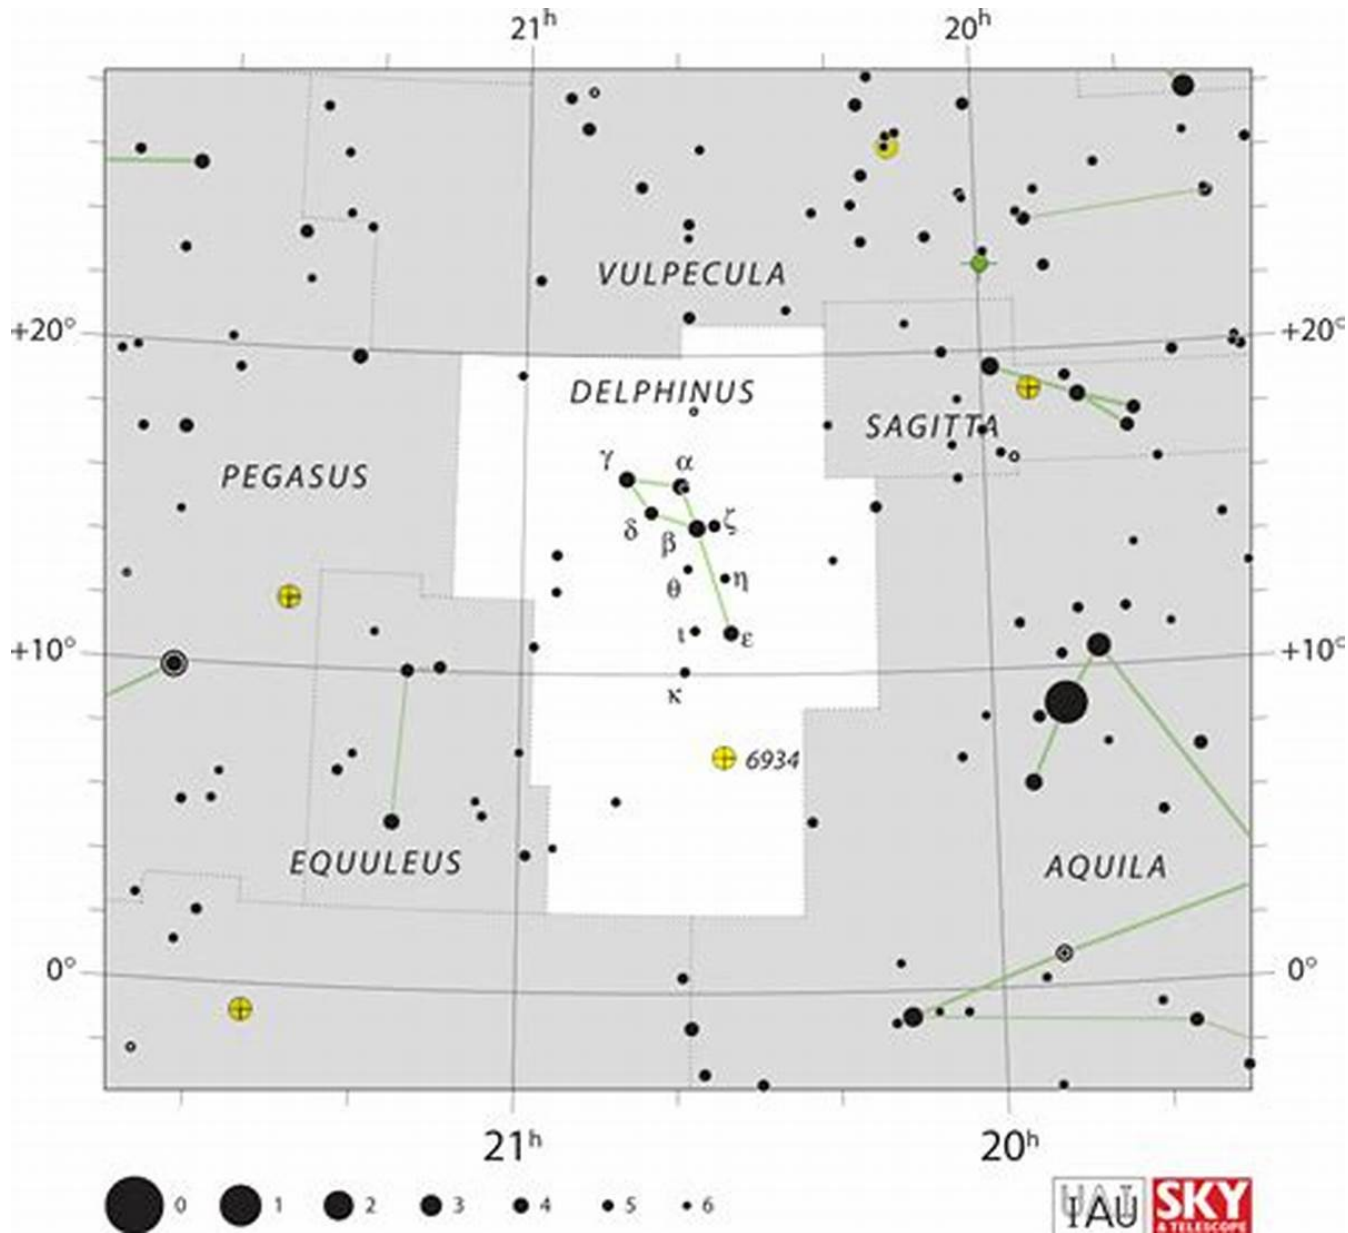 21h 20h
VULPECULA
+20° +20°
DELPHINUS
SAGITTA
γ α
PEGASUS
δ β ζ
θ η
ι ε
+10° +10°
κ
6934
EQUULEUS AQUILA
0° 0°
21h 20h
0 1 2 3 4 5 6
IAU SKY
& TELESCOPE